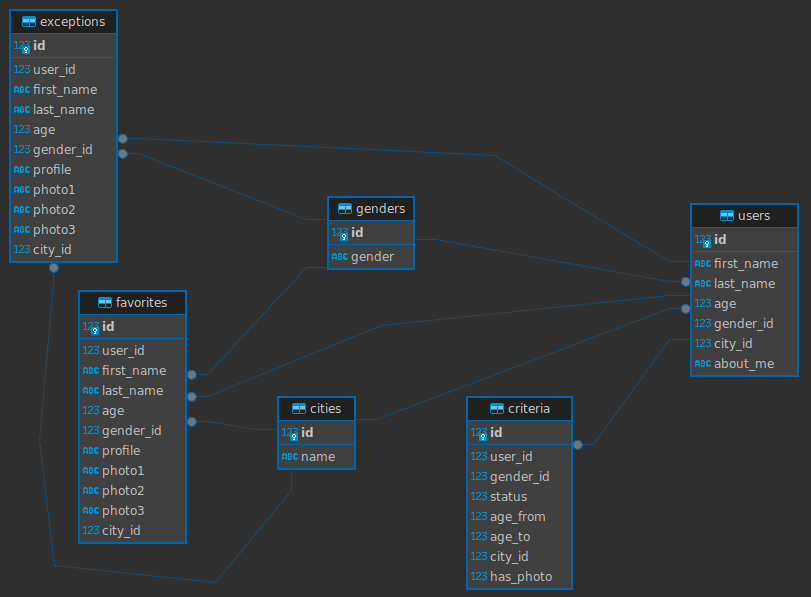 exceptions
123 id
123 user_id
ABC first_name
ABC last_name
123 age
123 gender_id
ABC profile
ABC photo1
ABC photo2
ABC photo3
123 city_id
genders
123 id
ABC gender
users
123 id
ABC first_name
ABC last_name
123 age
123 gender_id
123 city_id
ABC about_me
favorites
123 id
123 user_id
ABC first_name
ABC last_name
123 age
123 gender_id
ABC profile
ABC photo1
ABC photo2
ABC photo3
123 city_id
cities
123 id
ABC name
criteria
123 id
123 user_id
123 gender_id
123 status
123 age_from
123 age_to
123 city_id
123 has_photo